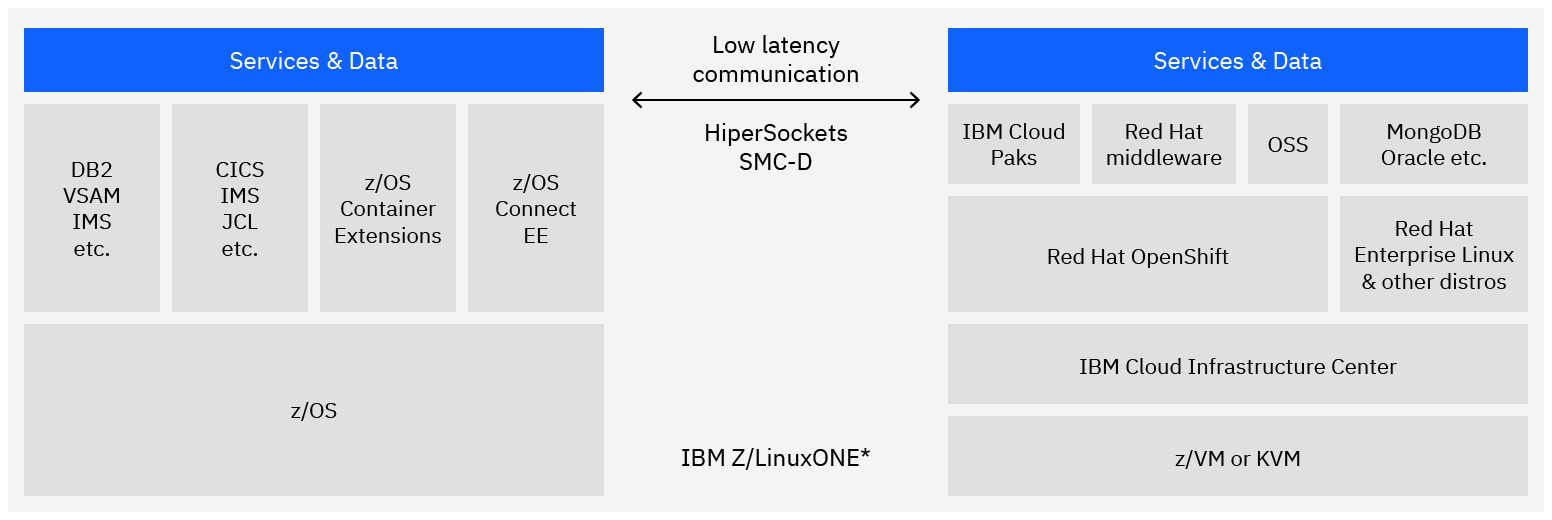 Services & Data
DB2
VSAM
IMS
etc.
CICS
IMS
JCL
etc.
z/OS
Container
Extensions
z/OS
Connect
EE
z/OS
Low latency
communication
HiperSockets
SMC-D
IBM Z/LinuxONE*
Services & Data
IBM Cloud
Paks
Red Hat
middleware
OSS
MongoDB
Oracle etc.
Red Hat OpenShift
Red Hat
Enterprise Linux
& other distros
IBM Cloud Infrastructure Center
z/VM or KVM